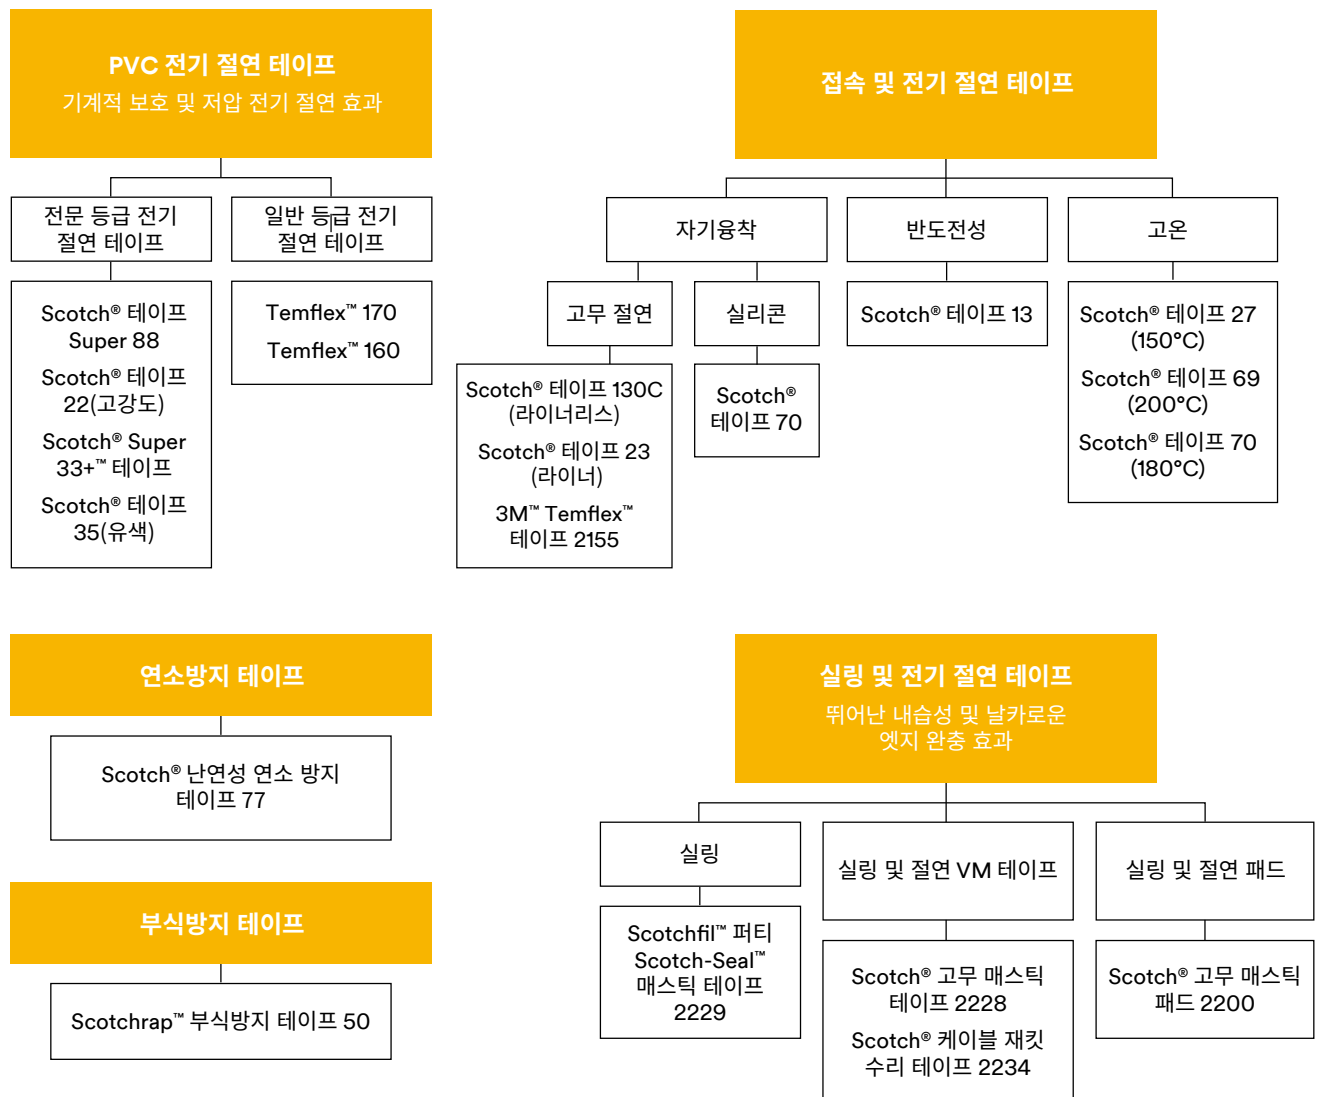 PVC 전기 절연 테이프
기계적 보호 및 저압 전기 절연 효과
전문 등급 전기
절연 테이프
일반 등급 전기
절연 테이프
Scotch® 테이프
Super 88
Scotch® 테이프
22(고강도)
Scotch® Super
33+™ 테이프
Scotch® 테이프
35(유색)
Temflex™ 170
Temflex™ 160
접속 및 전기 절연 테이프
자기융착
반도전성
고온
고무 절연
실리콘
Scotch® 테이프 130C
(라이너리스)
Scotch® 테이프 23
(라이너)
3M™ Temflex™
테이프 2155
Scotch®
테이프 70
Scotch® 테이프 13
Scotch® 테이프 27
(150°C)
Scotch® 테이프 69
(200°C)
Scotch® 테이프 70
(180°C)
연소방지 테이프
Scotch® 난연성 연소 방지
테이프 77
부식방지 테이프
Scotchrap™ 부식방지 테이프 50
실링 및 전기 절연 테이프
뛰어난 내습성 및 날카로운
엣지 완충 효과
실링
실링 및 절연 VM 테이프
실링 및 절연 패드
Scotchfil™ 퍼티
Scotch-Seal™
매스틱 테이프
2229
Scotch® 고무 매스틱
테이프 2228
Scotch® 케이블 재킷
수리 테이프 2234
Scotch® 고무 매스틱
패드 2200